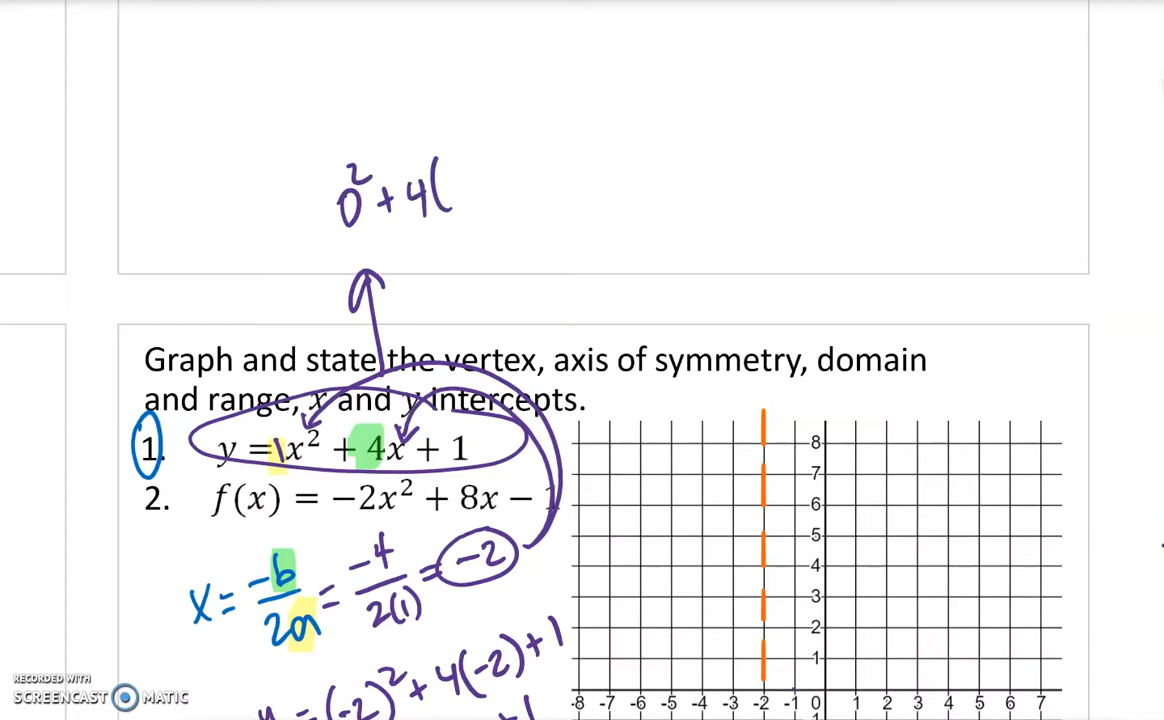 0² + 4(
Graph and state the vertex, axis of symmetry, domain
and range, x and y intercepts.
1. y = 1x² + 4x + 1
2. f(x) = −2x² + 8x − 1
x = -b/2a = -4/2(1) = -2
y = (-2)² + 4(-2) + 1
+1
8
7
6
5
4
3
2
1
-8 -7 -6 -5 -4 -3 -2 -1 0 1 2 3 4 5 6 7
RECORDED WITH
SCREENCAST MATIC